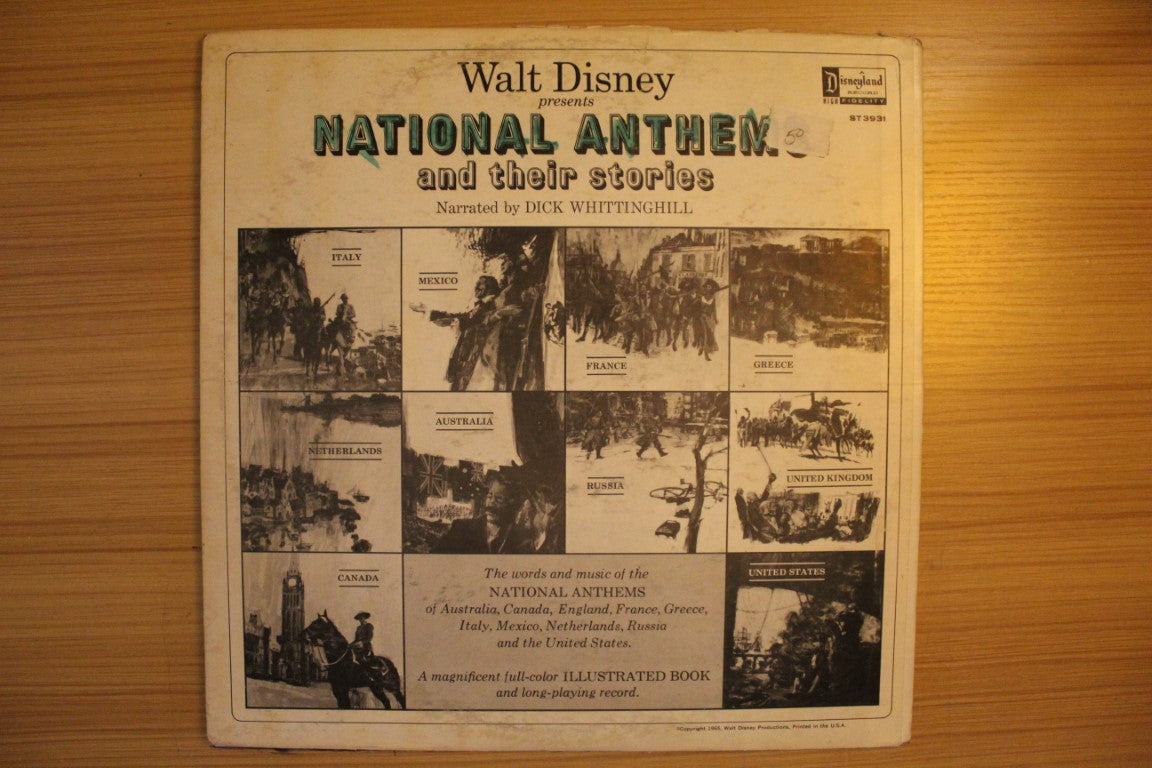 Walt Disney
presents
Disneyland
RECORD
HIGH FIDELITY
ST 3931
NATIONAL ANTHEMS
and their stories
Narrated by DICK WHITTINGHILL
ITALY
MEXICO
FRANCE
GREECE
NETHERLANDS
AUSTRALIA
RUSSIA
UNITED KINGDOM
CANADA
The words and music of the
NATIONAL ANTHEMS
of Australia, Canada, England, France, Greece,
Italy, Mexico, Netherlands, Russia
and the United States.
A magnificent full-color ILLUSTRATED BOOK
and long-playing record.
UNITED STATES
©Copyright 1965, Walt Disney Productions, Printed in the U.S.A.